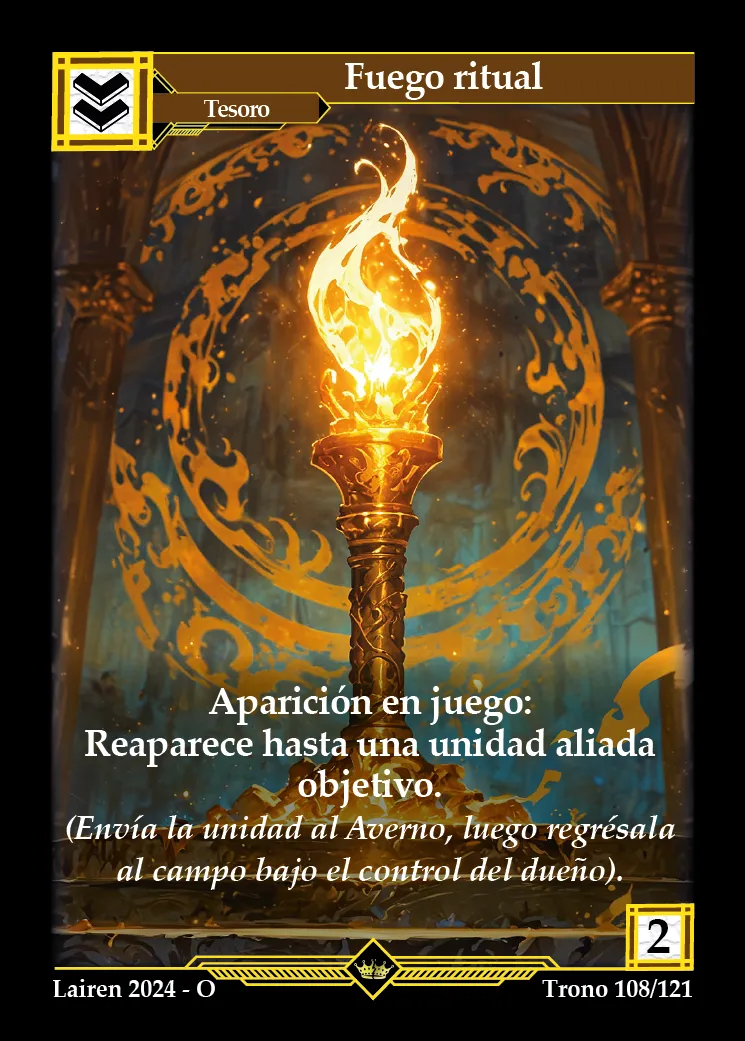 Fuego ritual
Tesoro
Aparición en juego:
Reaparece hasta una unidad aliada
objetivo.
(Envía la unidad al Averno, luego regrésala
al campo bajo el control del dueño).
2
Lairen 2024 - O
Trono 108/121